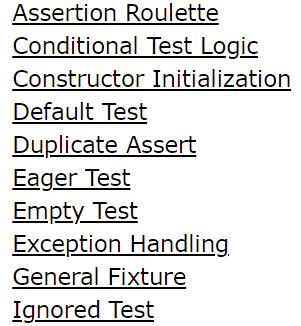 Assertion Roulette
Conditional Test Logic
Constructor Initialization
Default Test
Duplicate Assert
Eager Test
Empty Test
Exception Handling
General Fixture
Ignored Test